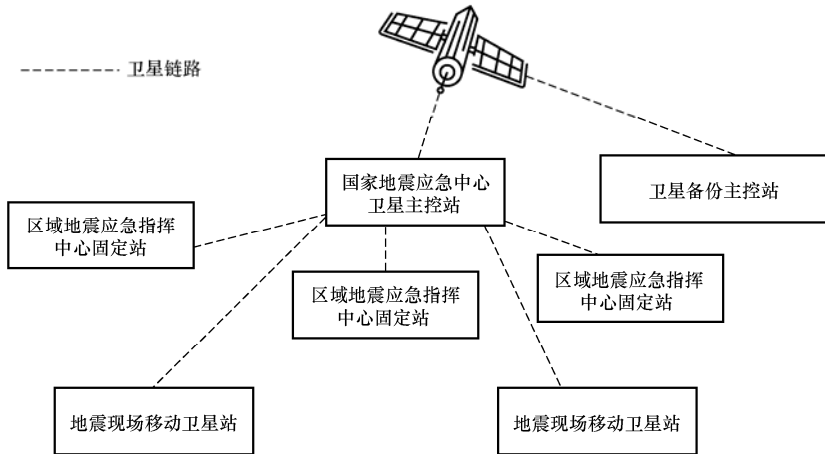 卫星链路
国家地震应急中心
卫星主控站
卫星备份主控站
区域地震应急指挥
中心固定站
区域地震应急指挥
中心固定站
区域地震应急指挥
中心固定站
地震现场移动卫星站
地震现场移动卫星站